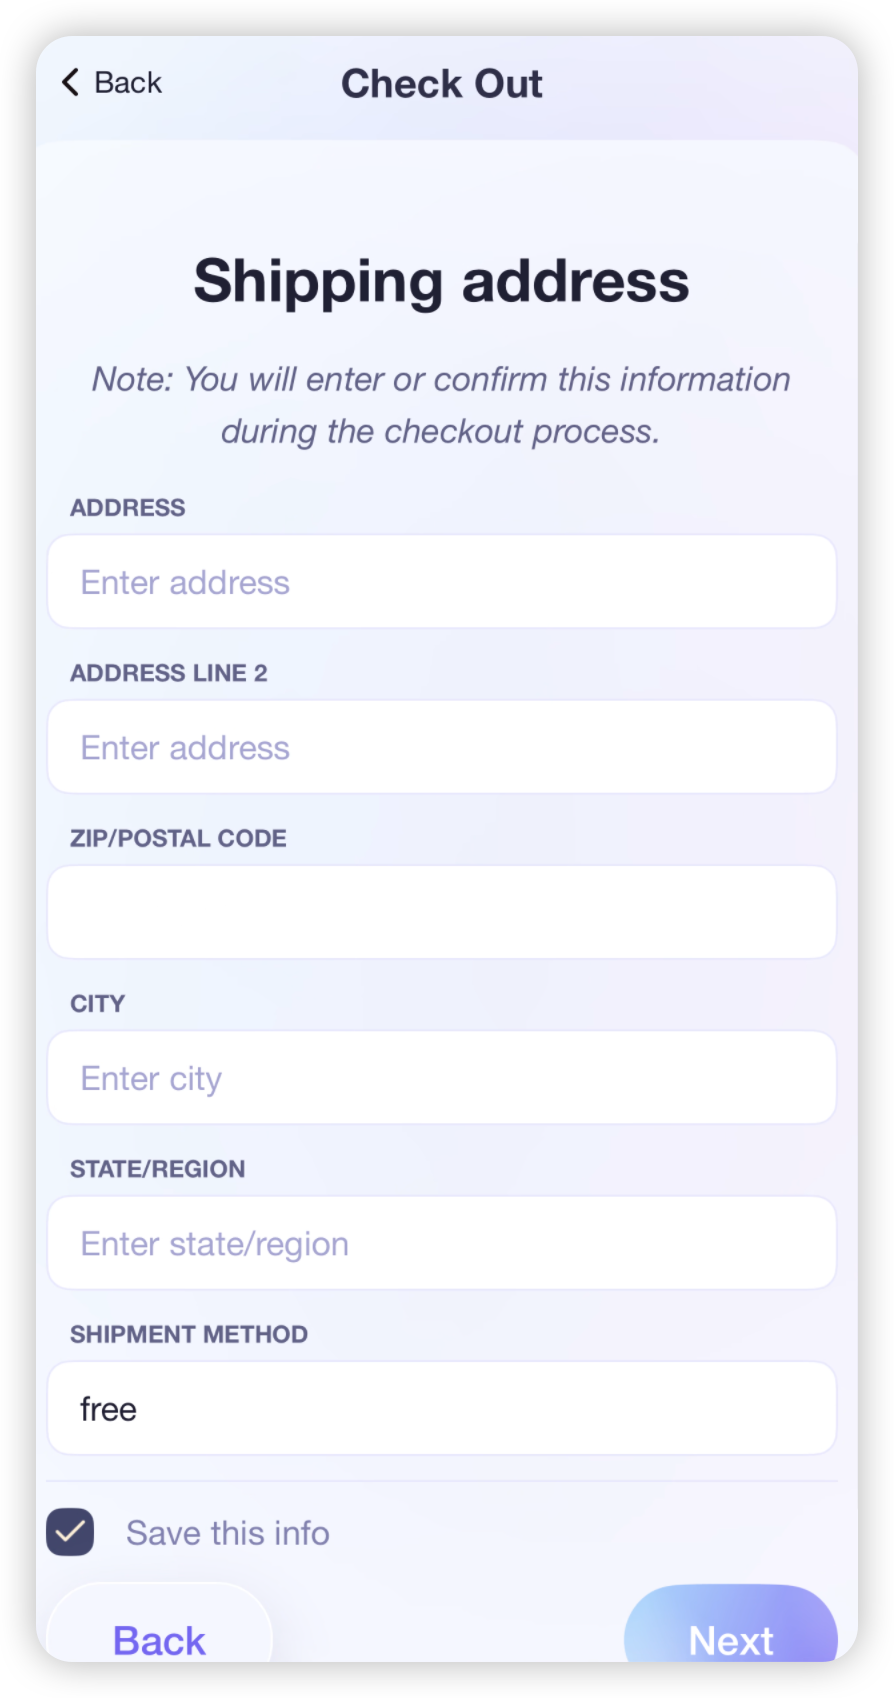 Back
Check Out
Shipping address
Note: You will enter or confirm this information
during the checkout process.
ADDRESS
Enter address
ADDRESS LINE 2
Enter address
ZIP/POSTAL CODE
CITY
Enter city
STATE/REGION
Enter state/region
SHIPMENT METHOD
free
Save this info
Back
Next